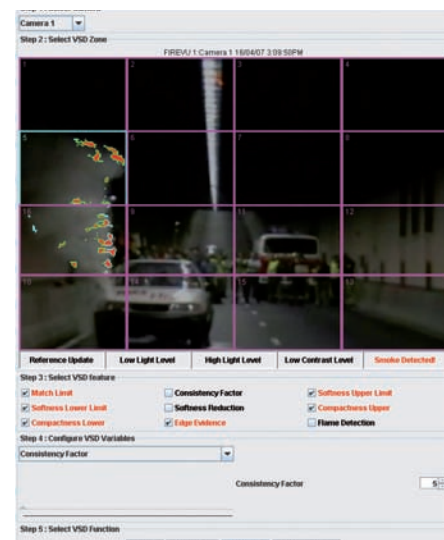 Camera 1
Step 2 : Select VSD Zone
FIREVU 1:Camera 1 16/04/07 3:09:50PM
1 2 3 4
5 6 7 8
10 9 11 12
Reference Update Low Light Level High Light Level Low Contrast Level Smoke Detected!
Step 3 : Select VSD feature
Match Limit Consistency Factor Softness Upper Limit
Softness Lower Limit Softness Reduction Compactness Upper
Compactness Lower Edge Evidence Flame Detection
Step 4 : Configure VSD Variables
Consistency Factor
Consistency Factor 5
Step 5 : Select VSD Function